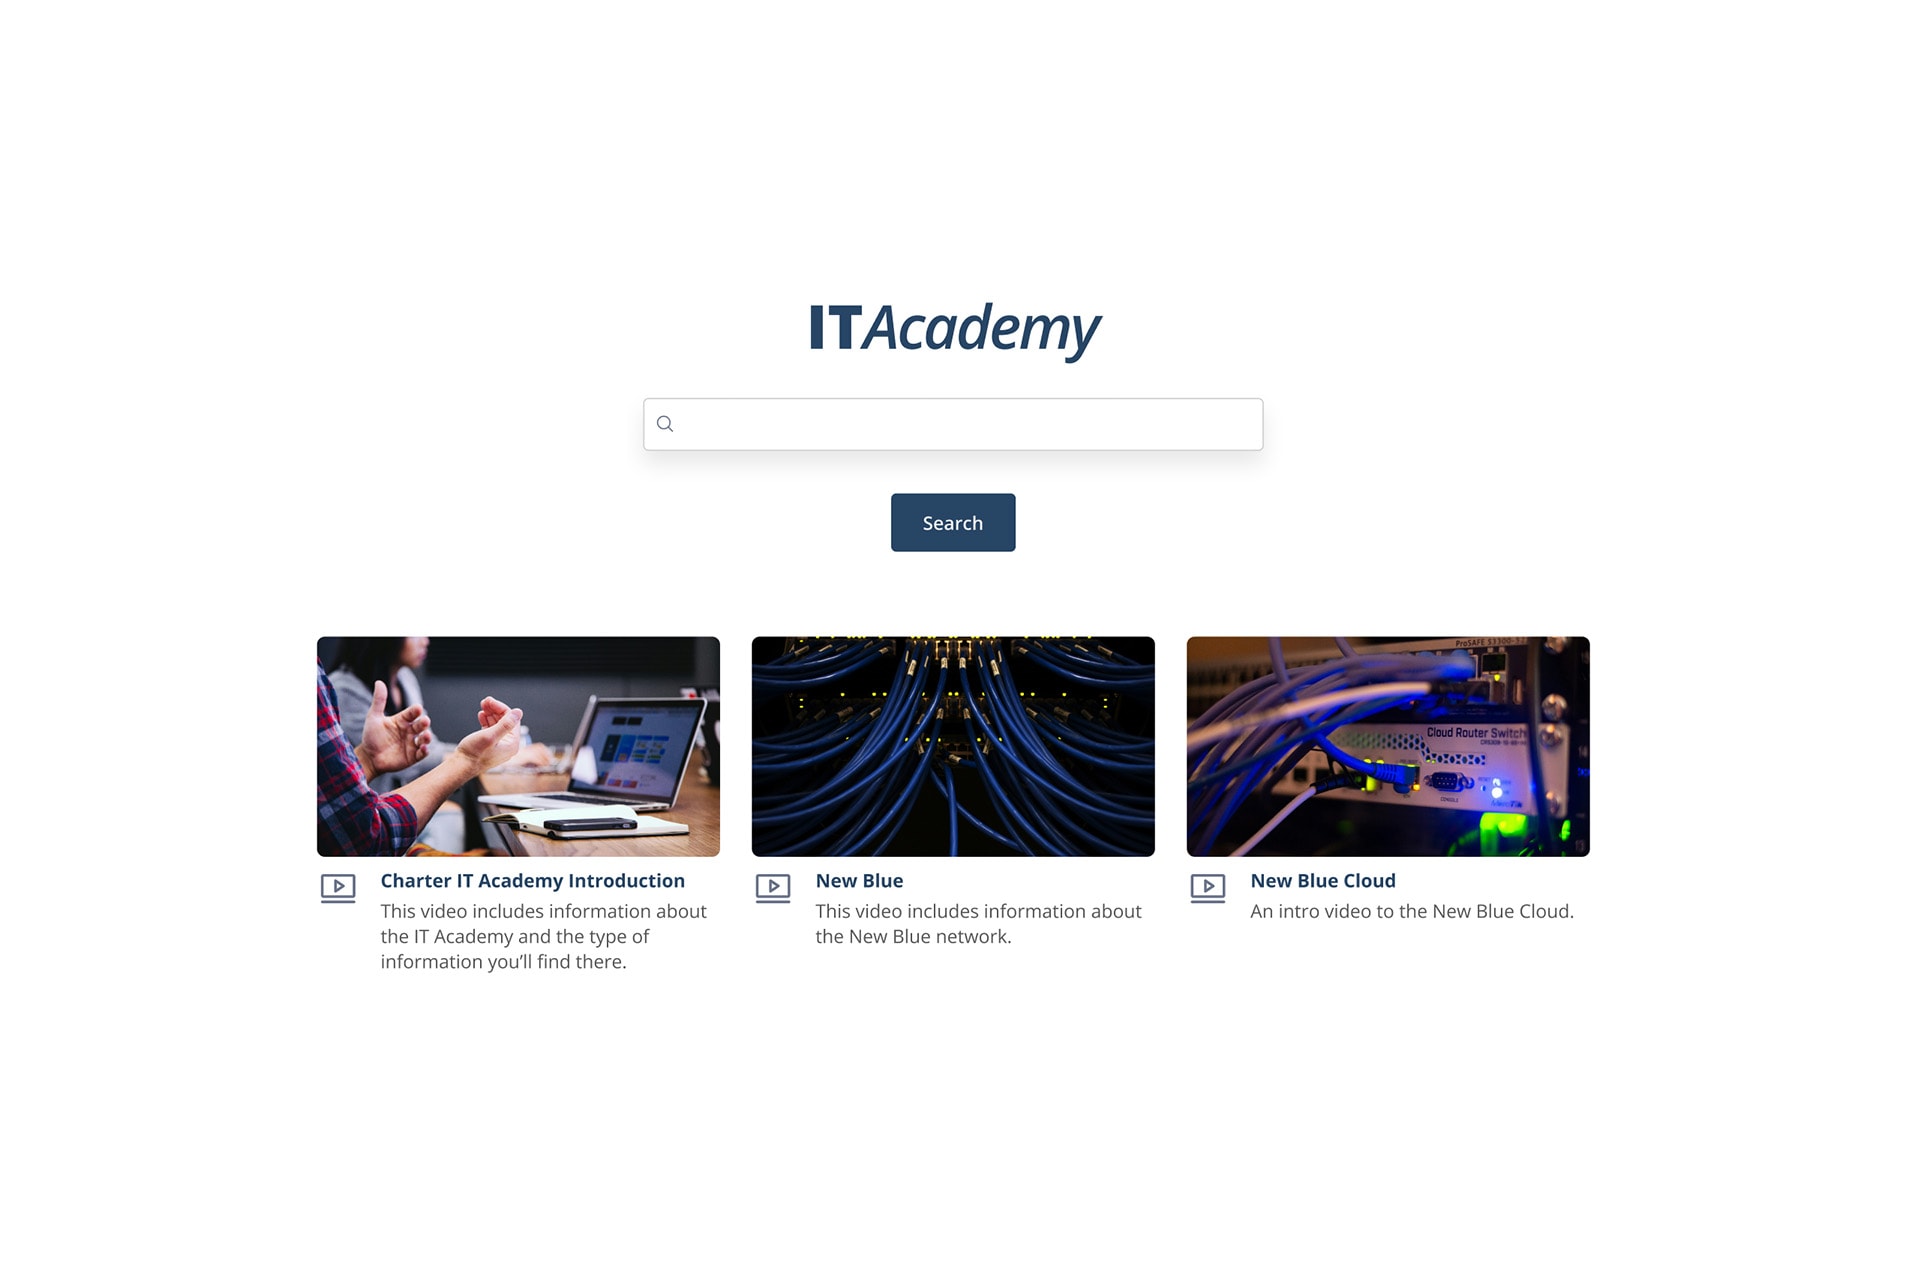 ITAcademy
Search
ProSAFE
Cloud Router Switch
CONSOLE
Charter IT Academy Introduction
This video includes information about
the IT Academy and the type of
information you’ll find there.
New Blue
This video includes information about
the New Blue network.
New Blue Cloud
An intro video to the New Blue Cloud.